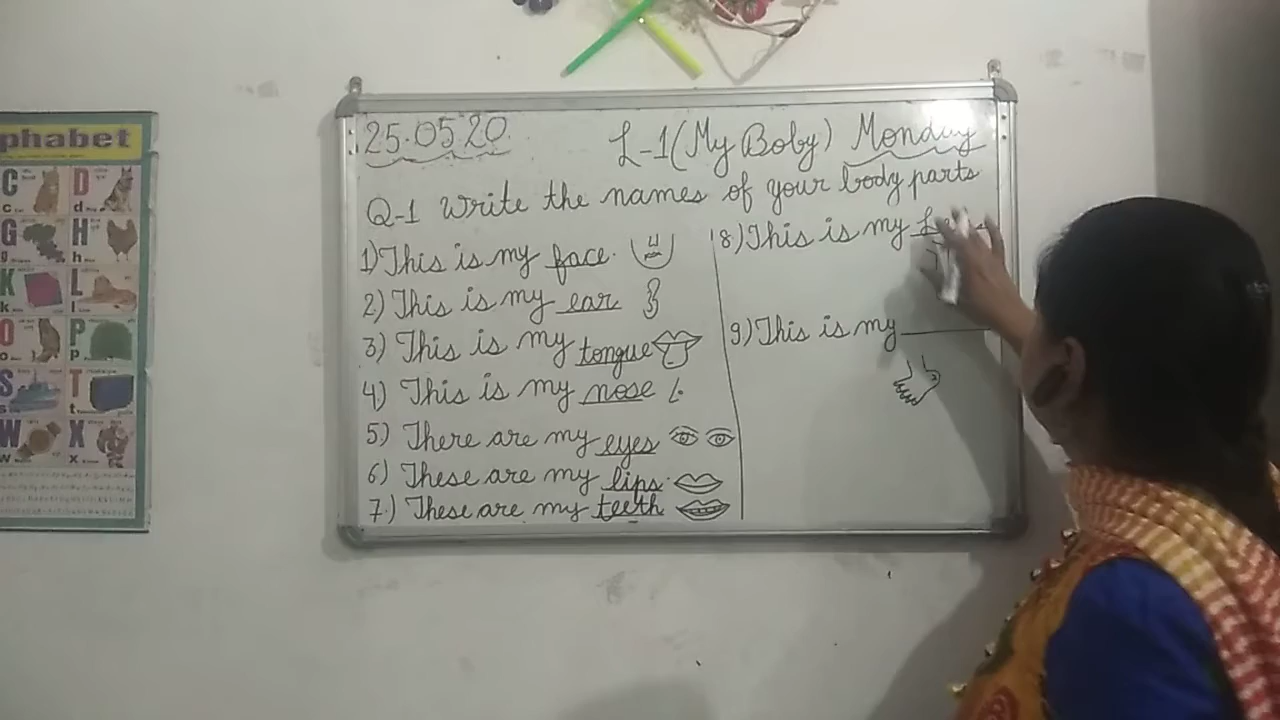 25.05.20.
L-1(My Boby) Monday
Q-1 Write the names of your body parts
1) This is my face.
2) This is my ear
3) This is my tongue
4) This is my nose
5) There are my eyes
6) These are my lips.
7.) These are my teeth
8) This is my
9) This is my
phabet
C D
c d
G H
g h
K L
k l
O P
o p
S T
s t
W X
w x